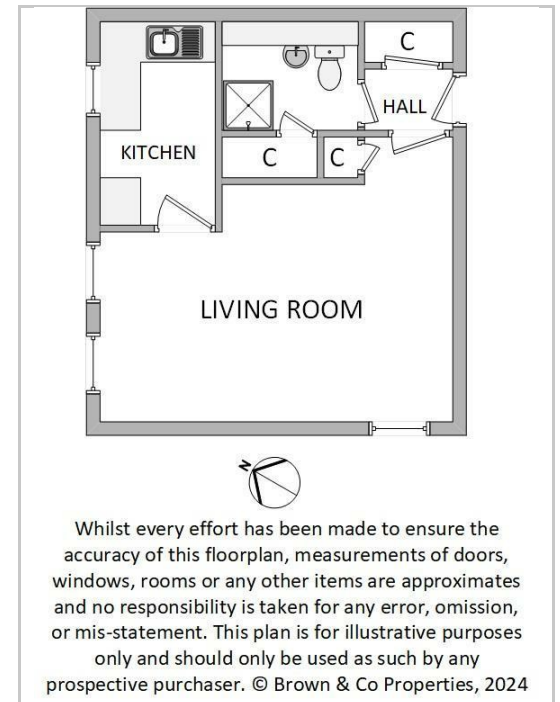 C
HALL
KITCHEN
C
C
LIVING ROOM
N
Whilst every effort has been made to ensure the
accuracy of this floorplan, measurements of doors,
windows, rooms or any other items are approximates
and no responsibility is taken for any error, omission,
or mis-statement. This plan is for illustrative purposes
only and should only be used as such by any
prospective purchaser. © Brown & Co Properties, 2024